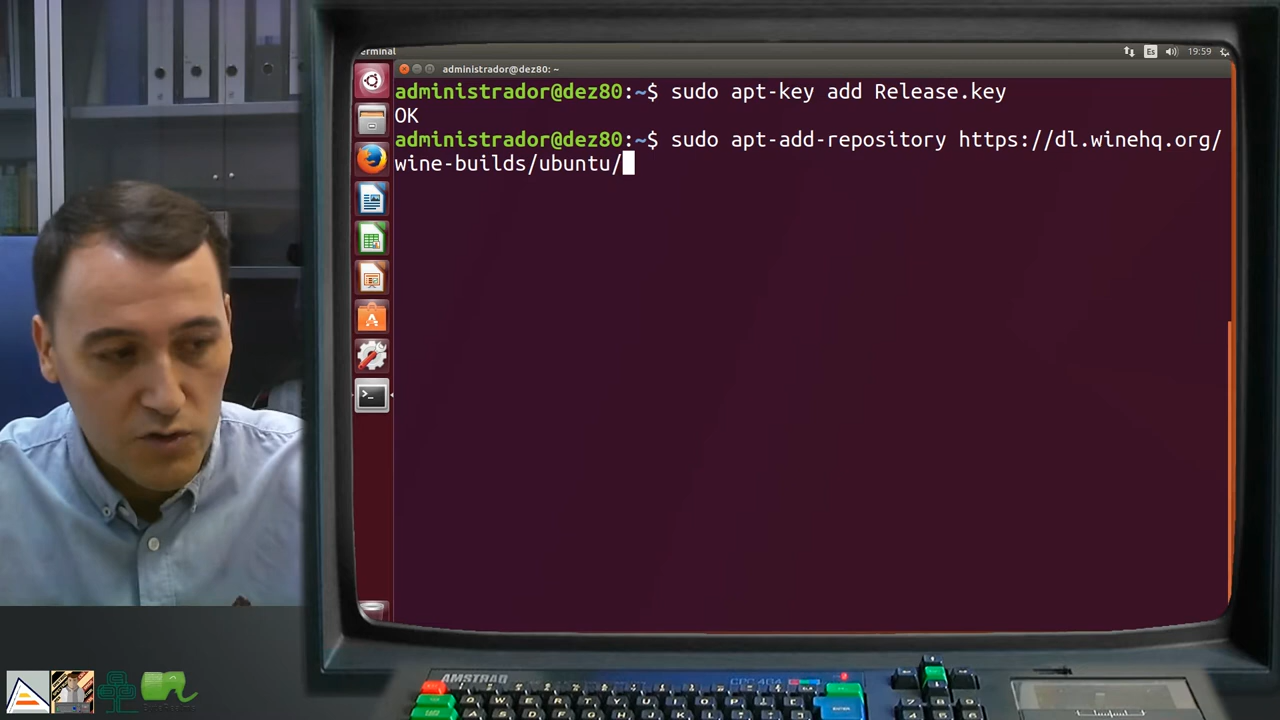 erminal
Es
19:59
administrador@dez80: ~
administrador@dez80:~$ sudo apt-key add Release.key
OK
administrador@dez80:~$ sudo apt-add-repository https://dl.winehq.org/
wine-builds/ubuntu/
AMSTRAD